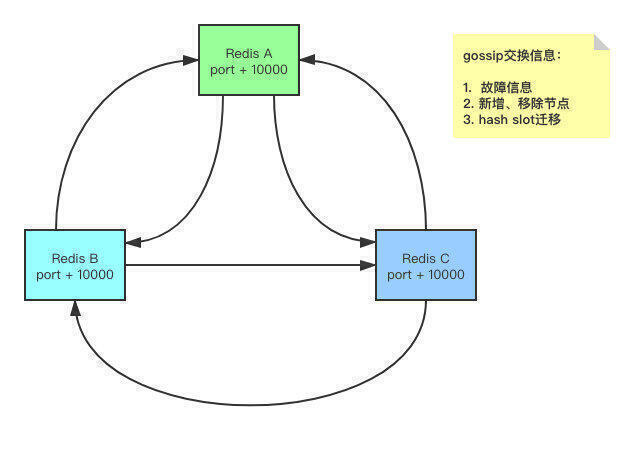 Redis A
port + 10000
gossip交换信息：
1. 故障信息
2. 新增、移除节点
3. hash slot迁移
Redis B
port + 10000
Redis C
port + 10000